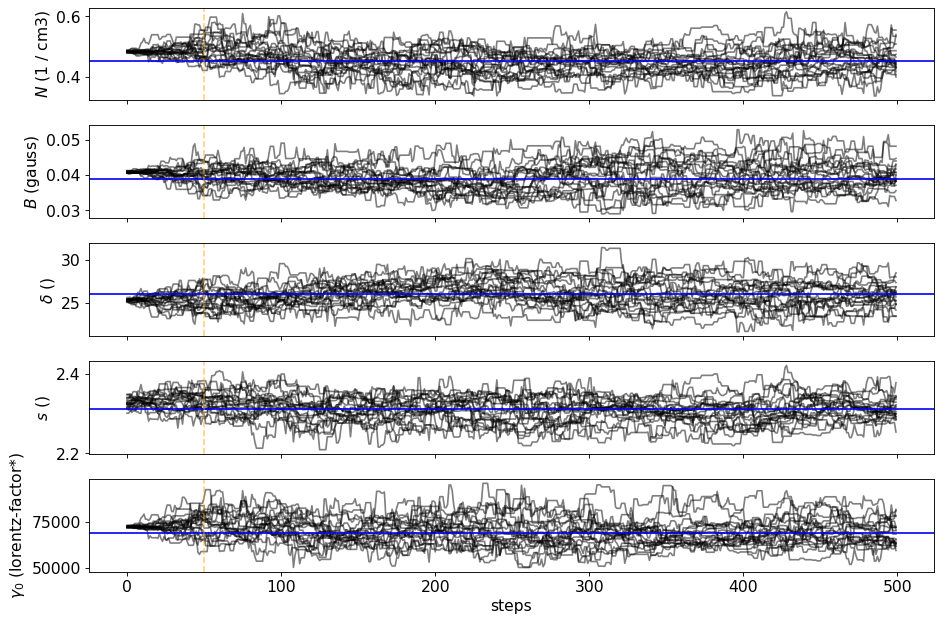 0.6
0.4
N (1 / cm3)
0.05
0.04
0.03
B (gauss)
30
25
δ ()
2.4
2.2
s ()
75000
50000
γ₀ (lorentz-factor*)
0 100 200 300 400 500
steps